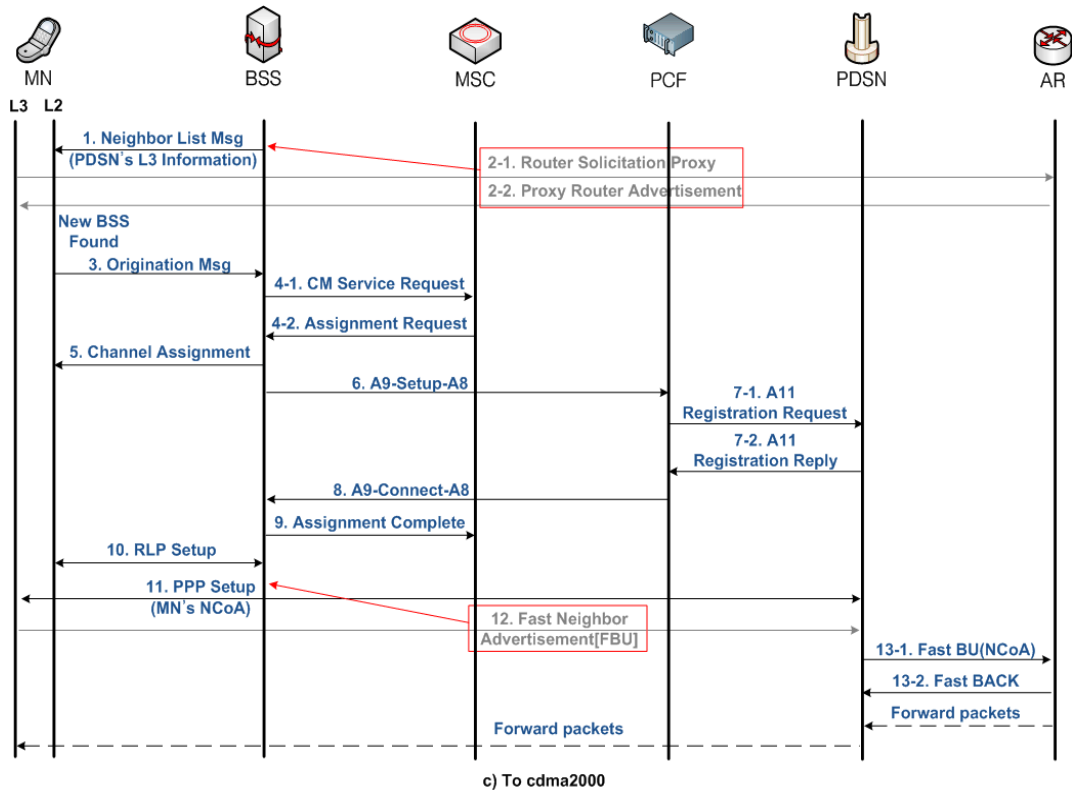 MN
BSS
MSC
PCF
PDSN
AR
L3
L2
1. Neighbor List Msg
(PDSN's L3 Information)
2-1. Router Solicitation Proxy
2-2. Proxy Router Advertisement
New BSS
Found
3. Origination Msg
4-1. CM Service Request
4-2. Assignment Request
5. Channel Assignment
6. A9-Setup-A8
7-1. A11
Registration Request
7-2. A11
Registration Reply
8. A9-Connect-A8
9. Assignment Complete
10. RLP Setup
11. PPP Setup
(MN's NCoA)
12. Fast Neighbor
Advertisement[FBU]
13-1. Fast BU(NCoA)
13-2. Fast BACK
Forward packets
Forward packets
c) To cdma2000